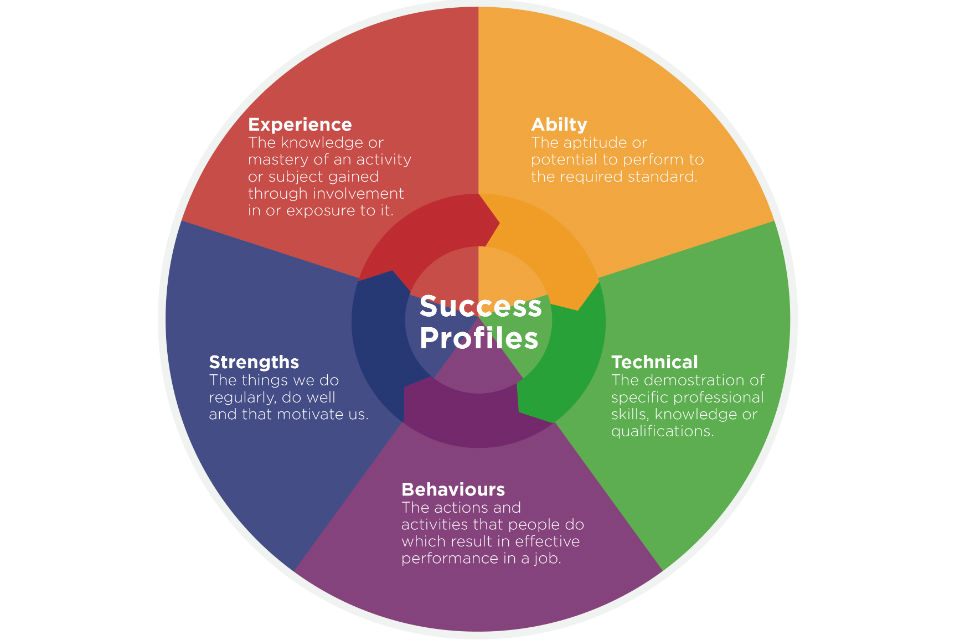 Experience
The knowledge or
mastery of an activity
or subject gained
through involvement
in or exposure to it.
Abilty
The aptitude or
potential to perform to
the required standard.
Success
Profiles
Strengths
The things we do
regularly, do well
and that motivate us.
Technical
The demostration of
specific professional
skills, knowledge or
qualifications.
Behaviours
The actions and
activities that people do
which result in effective
performance in a job.